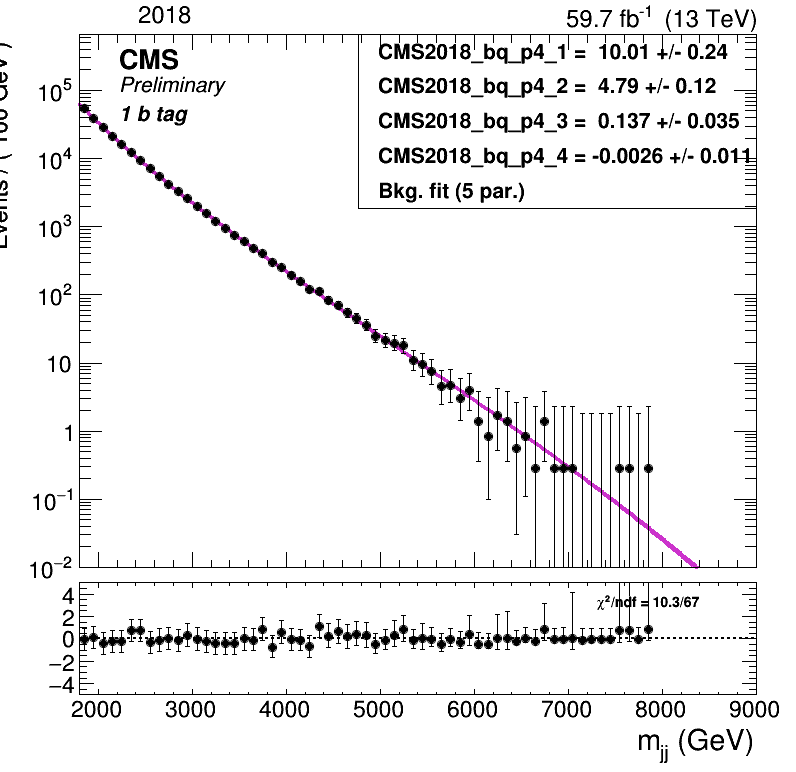 2018
59.7 fb⁻¹ (13 TeV)
CMS
Preliminary
1 b tag
CMS2018_bq_p4_1 = 10.01 +/- 0.24
CMS2018_bq_p4_2 = 4.79 +/- 0.12
CMS2018_bq_p4_3 = 0.137 +/- 0.035
CMS2018_bq_p4_4 = -0.0026 +/- 0.011
Bkg. fit (5 par.)
Events / ( 100 GeV )
10⁵
10⁴
10³
10²
10
1
10⁻¹
10⁻²
χ²/ndf = 10.3/67
4
2
0
−2
−4
2000 3000 4000 5000 6000 7000 8000 9000
m_jj (GeV)